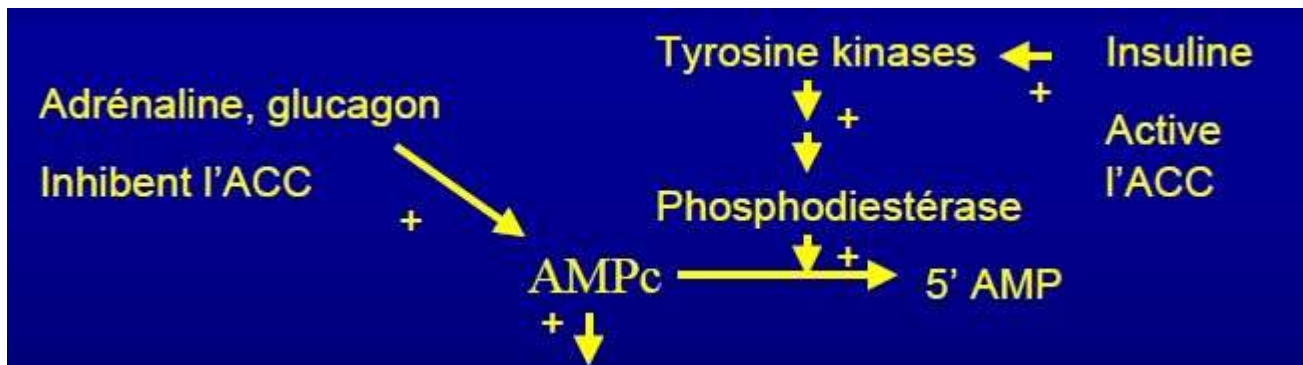 Tyrosine kinases
+
Insuline
Adrénaline, glucagon
+
Active
l'ACC
Inhibent l'ACC
Phosphodiestérase
+
+
AMPc
5' AMP
+